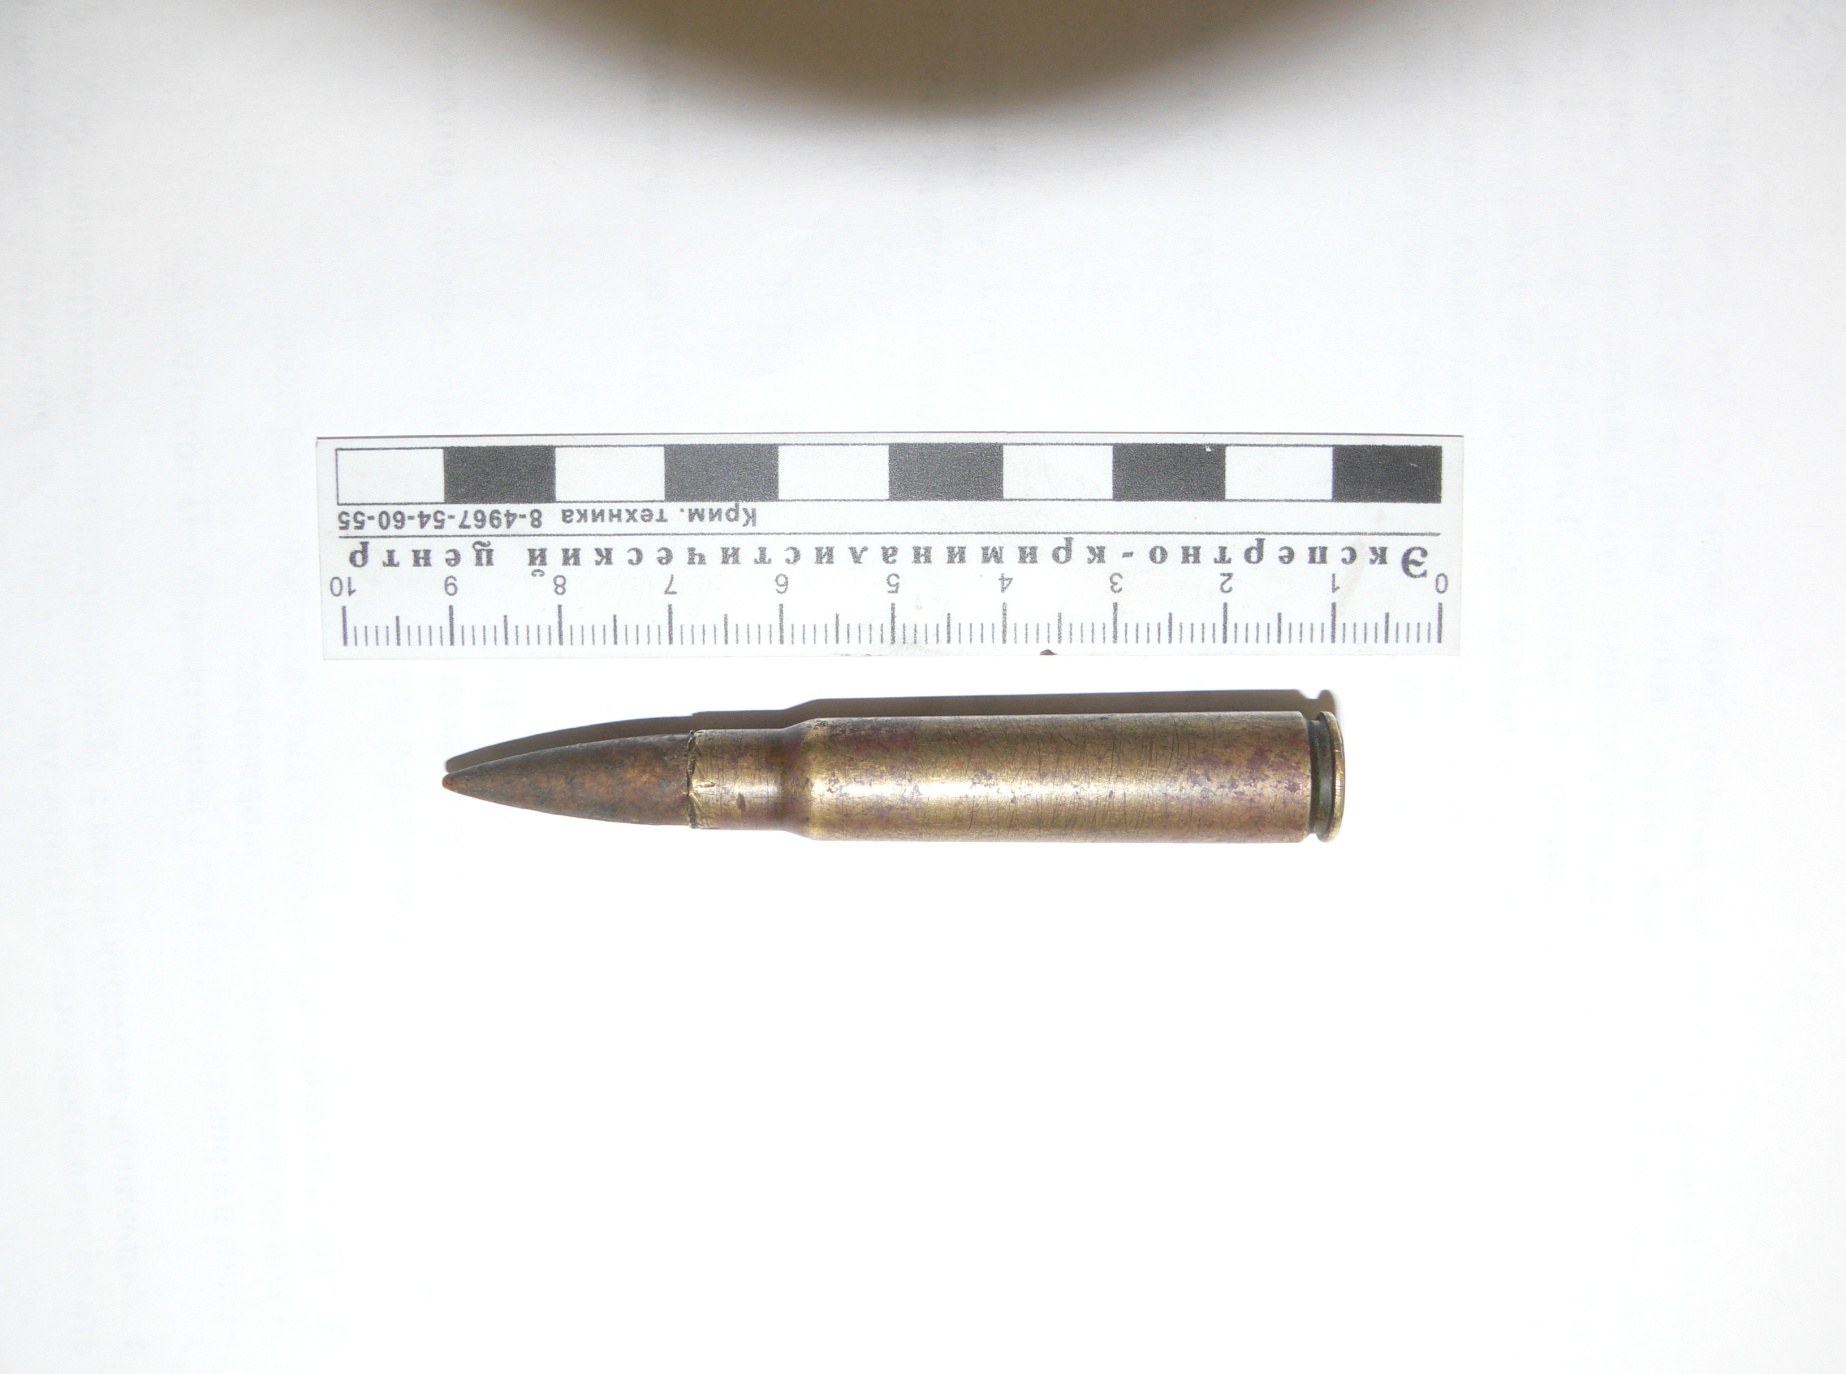 0 1 2 3 4 5 6 7 8 9 10
Экспертно-криминалистический центр
Крим. техника 8-4967-54-60-55